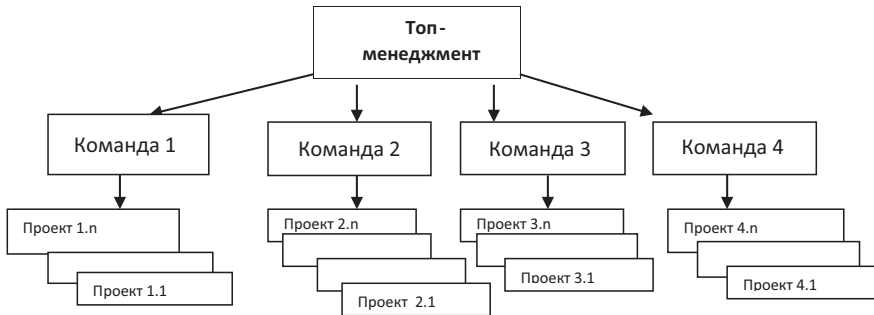 Топ-
менеджмент
Команда 1
Команда 2
Команда 3
Команда 4
Проект 1.n
Проект 2.n
Проект 3.n
Проект 4.n
Проект 1.1
Проект 2.1
Проект 3.1
Проект 4.1